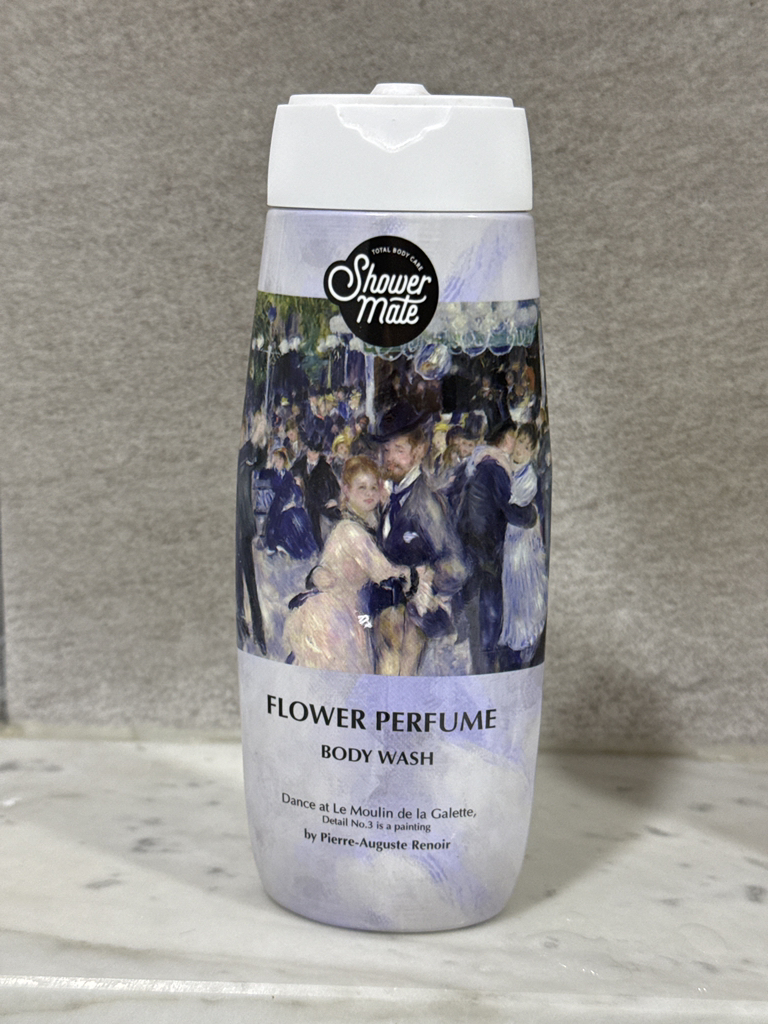 TOTAL BODY CARE
Shower
Mate
FLOWER PERFUME
BODY WASH
Dance at Le Moulin de la Galette,
Detail No.3 is a painting
by Pierre-Auguste Renoir